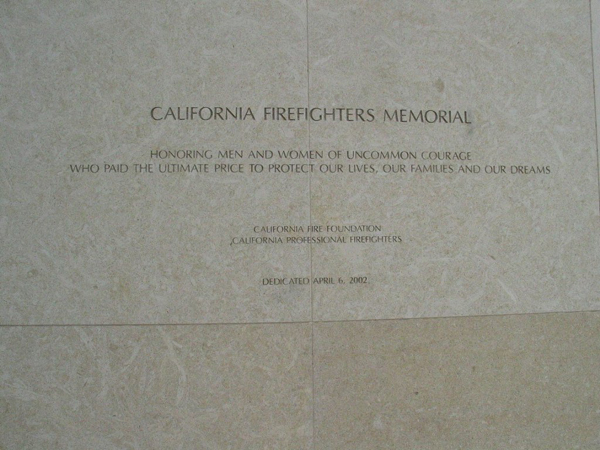 CALIFORNIA FIREFIGHTERS MEMORIAL
HONORING MEN AND WOMEN OF UNCOMMON COURAGE
WHO PAID THE ULTIMATE PRICE TO PROTECT OUR LIVES, OUR FAMILIES AND OUR DREAMS
CALIFORNIA FIRE FOUNDATION
CALIFORNIA PROFESSIONAL FIREFIGHTERS
DEDICATED APRIL 6, 2002